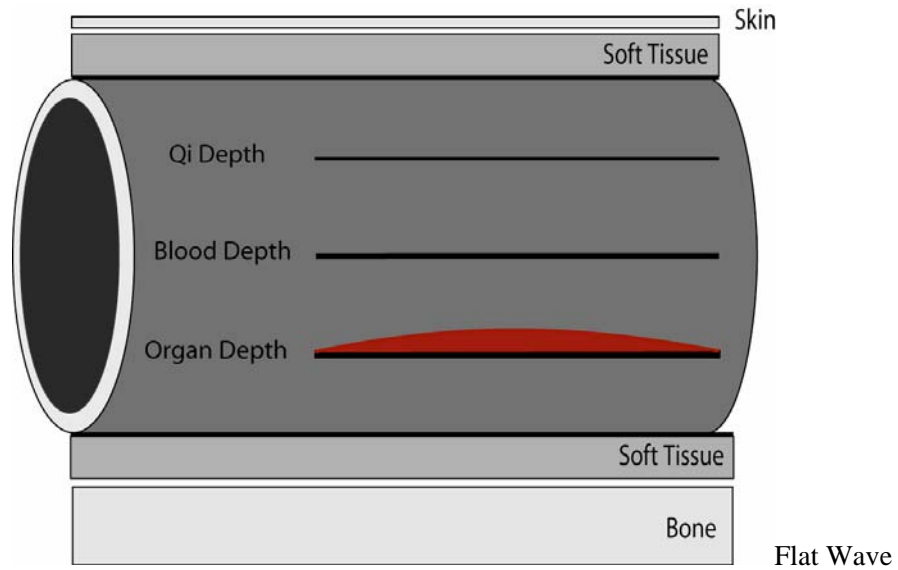 Skin
Soft Tissue
Qi Depth
Blood Depth
Organ Depth
Soft Tissue
Bone
Flat Wave